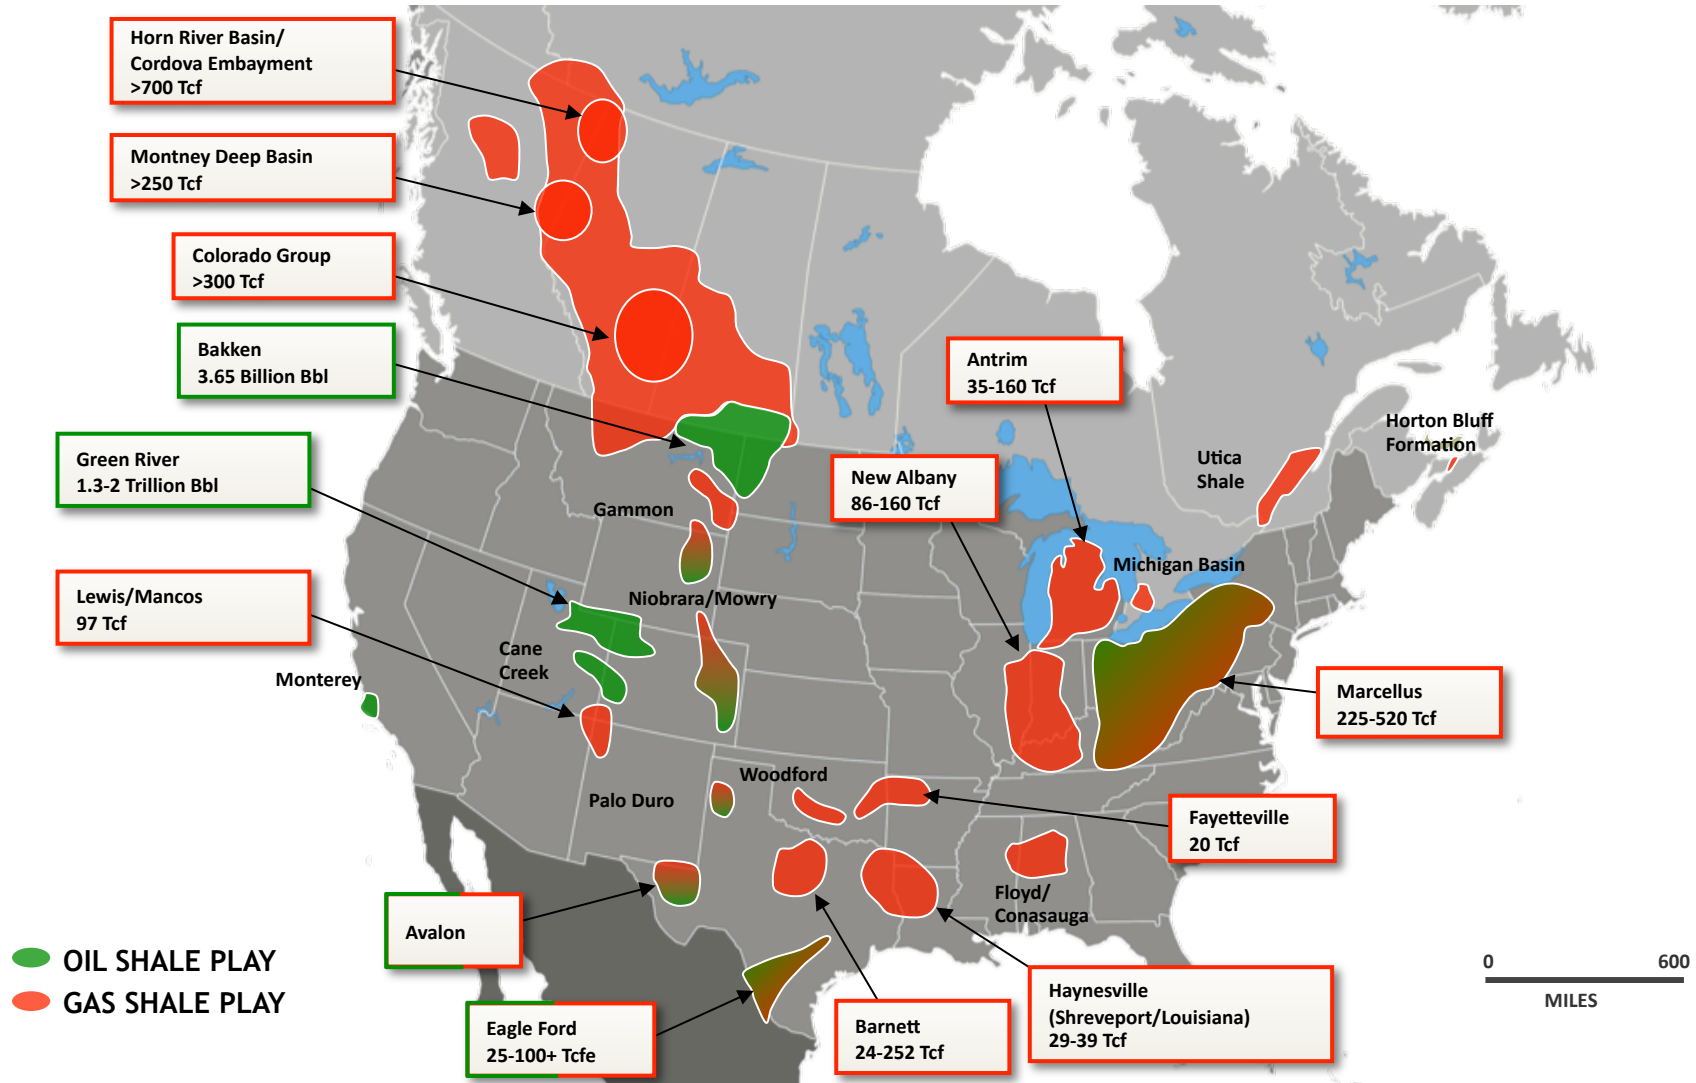 Horn River Basin/
Cordova Embayment
>700 Tcf
Montney Deep Basin
>250 Tcf
Colorado Group
>300 Tcf
Bakken
3.65 Billion Bbl
Green River
1.3-2 Trillion Bbl
Lewis/Mancos
97 Tcf
Monterey
Cane
Creek
Gammon
Niobrara/Mowry
Antrim
35-160 Tcf
New Albany
86-160 Tcf
Michigan Basin
Utica
Shale
Horton Bluff
Formation
Marcellus
225-520 Tcf
Woodford
Palo Duro
Fayetteville
20 Tcf
Floyd/
Conasauga
Avalon
Eagle Ford
25-100+ Tcfe
Barnett
24-252 Tcf
Haynesville
(Shreveport/Louisiana)
29-39 Tcf
OIL SHALE PLAY
GAS SHALE PLAY
0 600
MILES